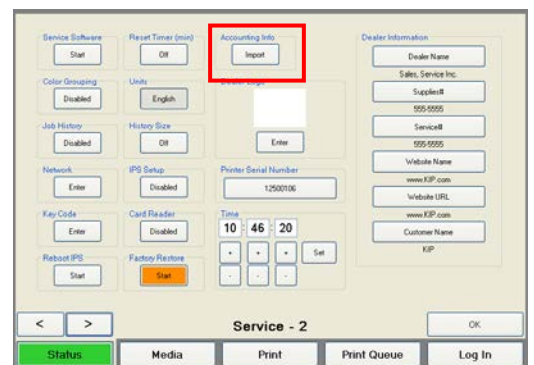 Service Software
Start
Reset Timer (min)
Off
Accounting Info
Import
Dealer Information
Dealer Name
Sales, Service Inc.
Color Grouping
Disabled
Units
English
Supplies#
555-5555
Job History
Disabled
History Size
Off
Enter
Service#
555-5555
Network
Enter
IPS Setup
Disabled
Printer Serial Number
12500106
Website Name
www.KIP.com
Website URL
www.KIP.com
Key Code
Enter
Card Reader
Disabled
Time
10 : 46 : 20
+ + + Set
- - -
Customer Name
KIP
Reboot IPS
Start
Factory Restore
Start
< >
Service - 2
OK
Status
Media
Print
Print Queue
Log In